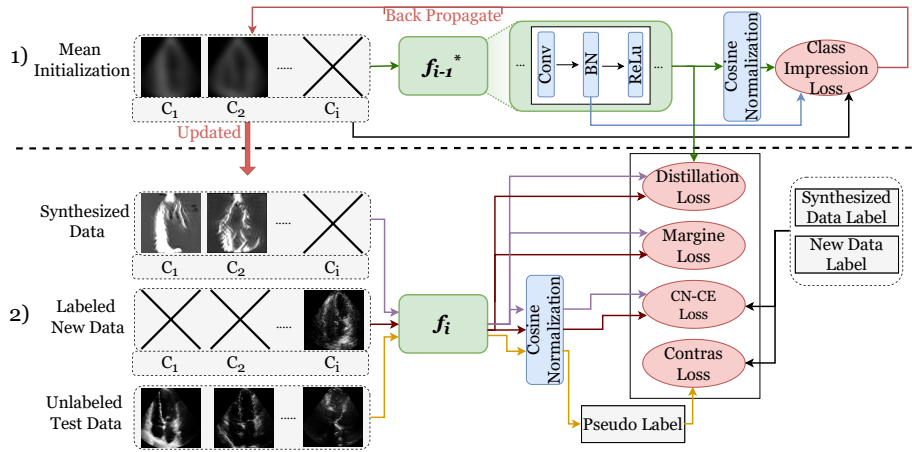 Back Propagate
1)
Mean
Initialization
.....
C1
C2
Ci
fi-1*
...
Conv
BN
ReLu
...
Cosine
Normalization
Class
Impression
Loss
Updated
2)
Synthesized
Data
.....
C1
C2
Ci
Labeled
New Data
.....
C1
C2
Ci
Unlabeled
Test Data
.....
fi
Cosine
Normalization
Pseudo Label
Distillation
Loss
Margine
Loss
CN-CE
Loss
Contras
Loss
Synthesized
Data Label
New Data
Label